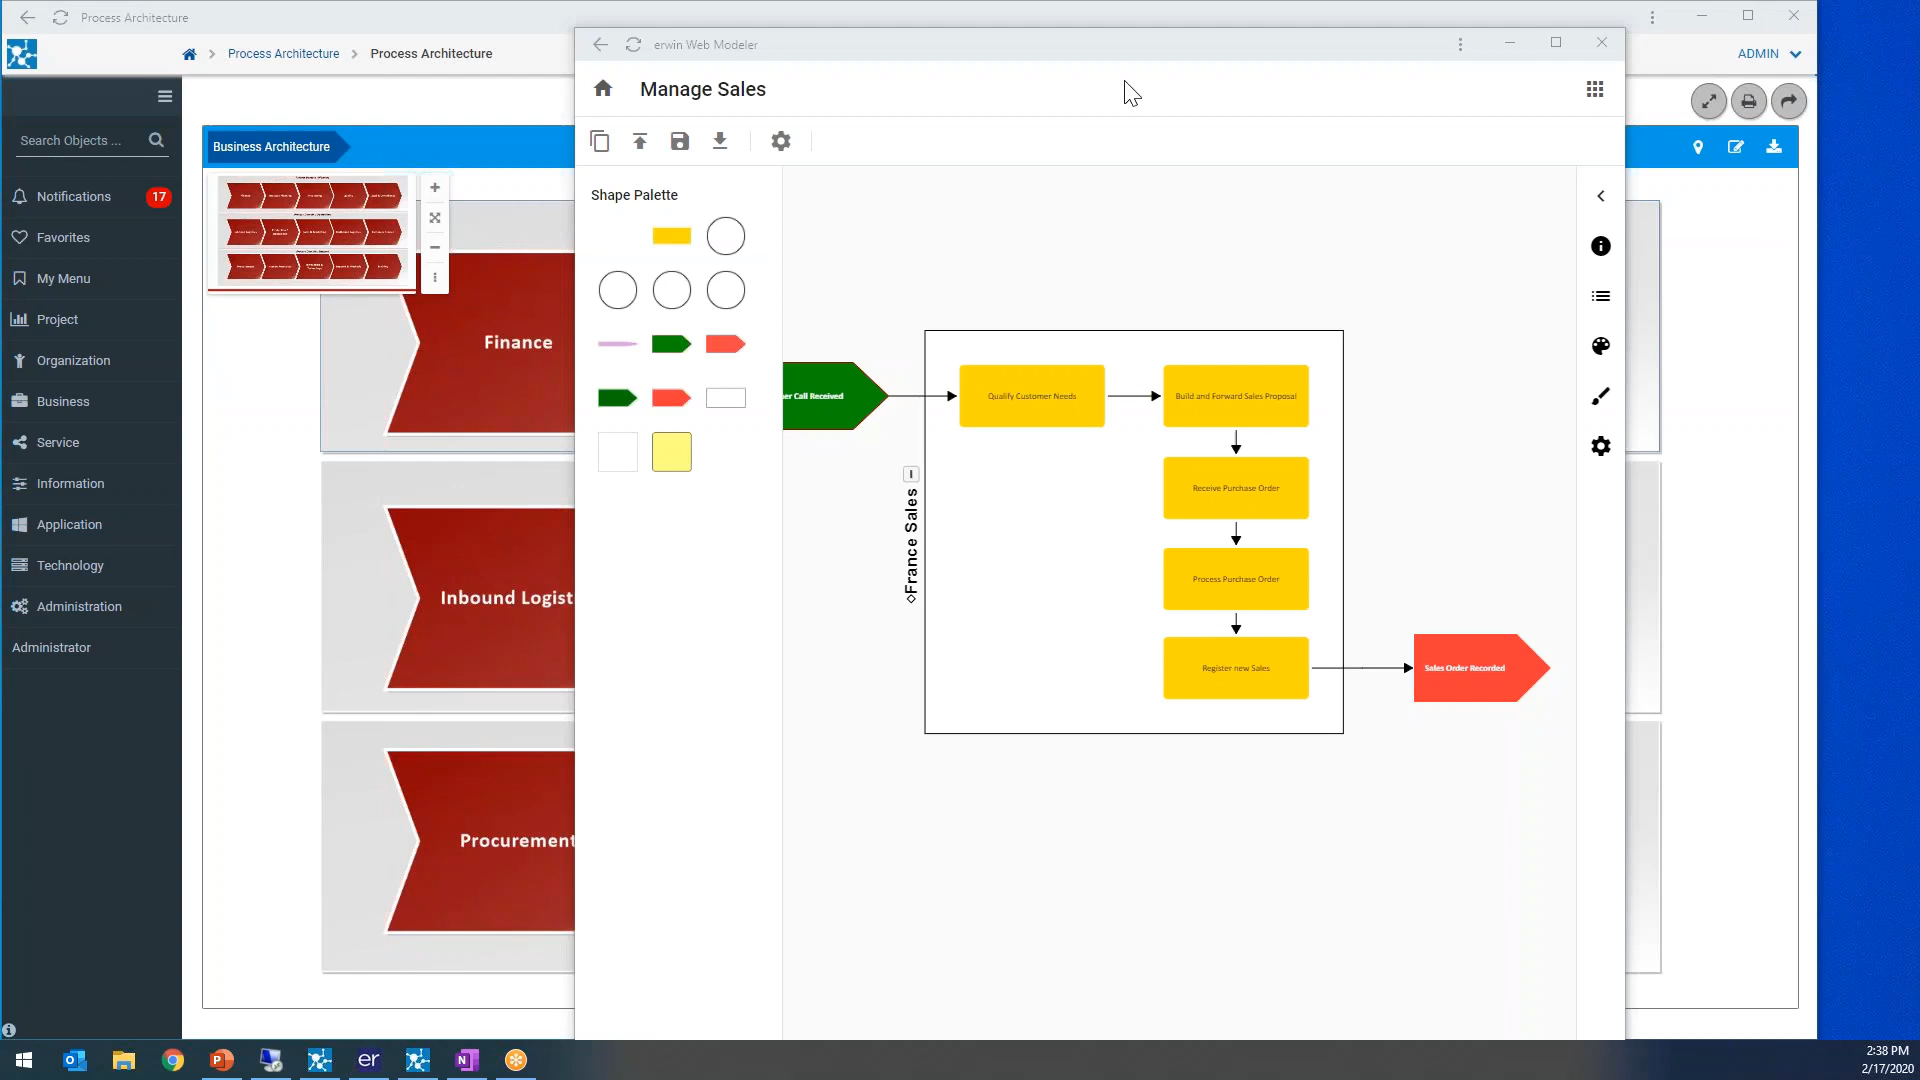 Process Architecture
Process Architecture
Process Architecture
ADMIN
Search Objects ...
Notifications
17
Favorites
My Menu
Project
Organization
Business
Service
Information
Application
Technology
Administration
Administrator
Business Architecture
Finance
Inbound Logist
Procurement
erwin Web Modeler
Manage Sales
Shape Palette
er Call Received
Qualify Customer Needs
Build and Forward Sales Proposal
Receive Purchase Order
Process Purchase Order
Register new Sales
France Sales
Sales Order Recorded
er
2:38 PM
2/17/2020